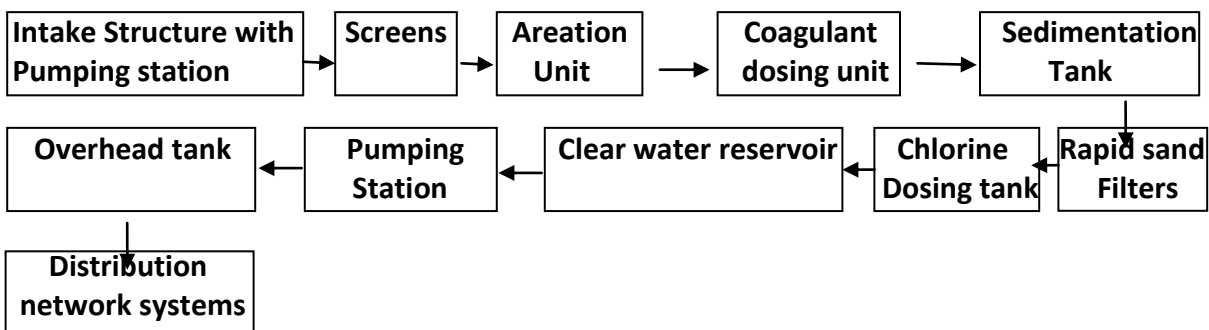 Intake Structure with
Pumping station
Screens
Areation
Unit
Coagulant
dosing unit
Sedimentation
Tank
Rapid sand
Filters
Chlorine
Dosing tank
Clear water reservoir
Pumping
Station
Overhead tank
Distribution
network systems